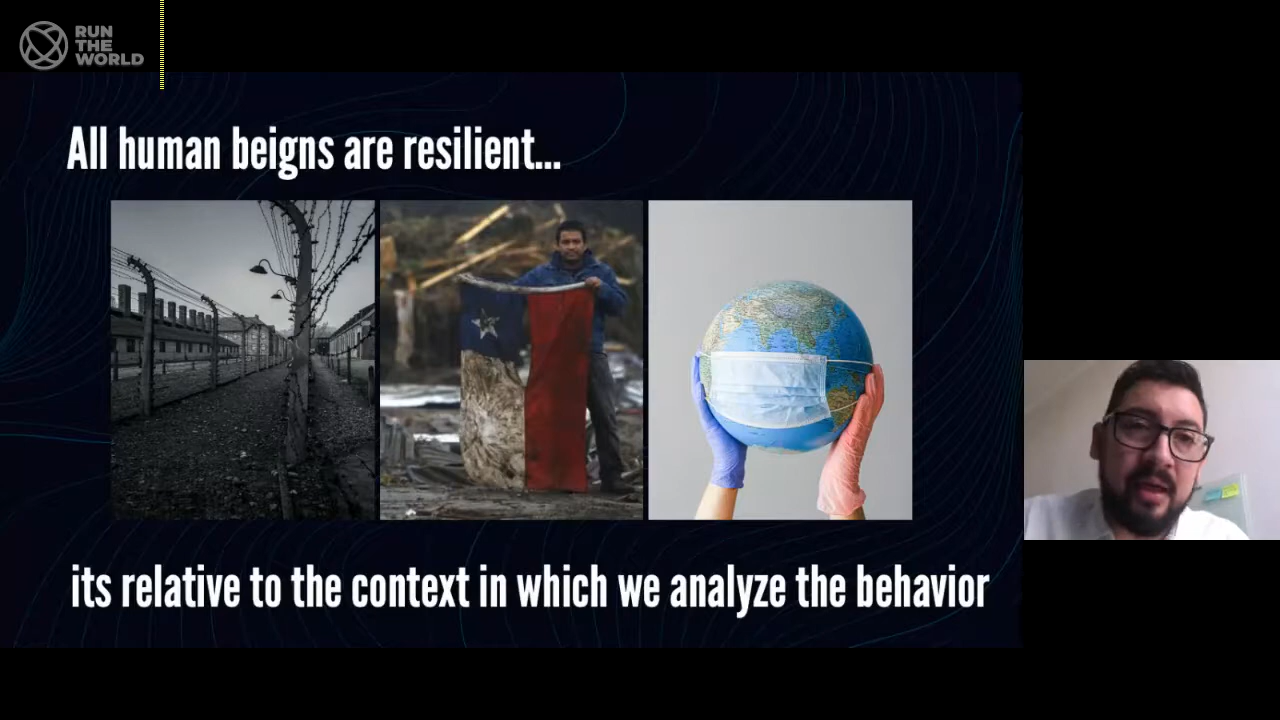 RUN
THE
WORLD
All human beigns are resilient...
its relative to the context in which we analyze the behavior